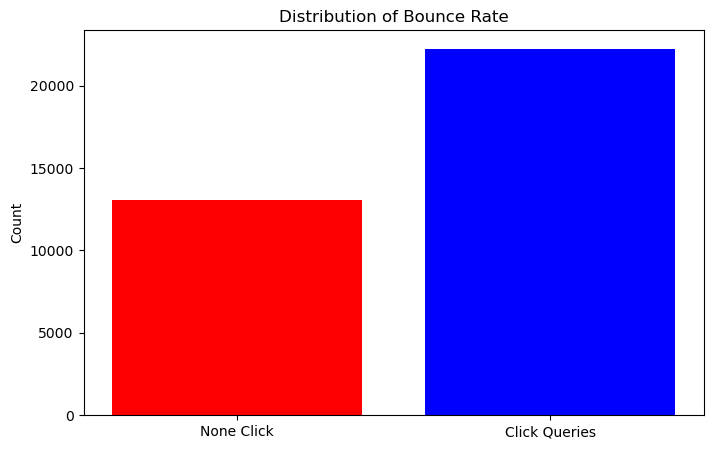 Distribution of Bounce Rate
Count
20000
15000
10000
5000
0
None Click
Click Queries